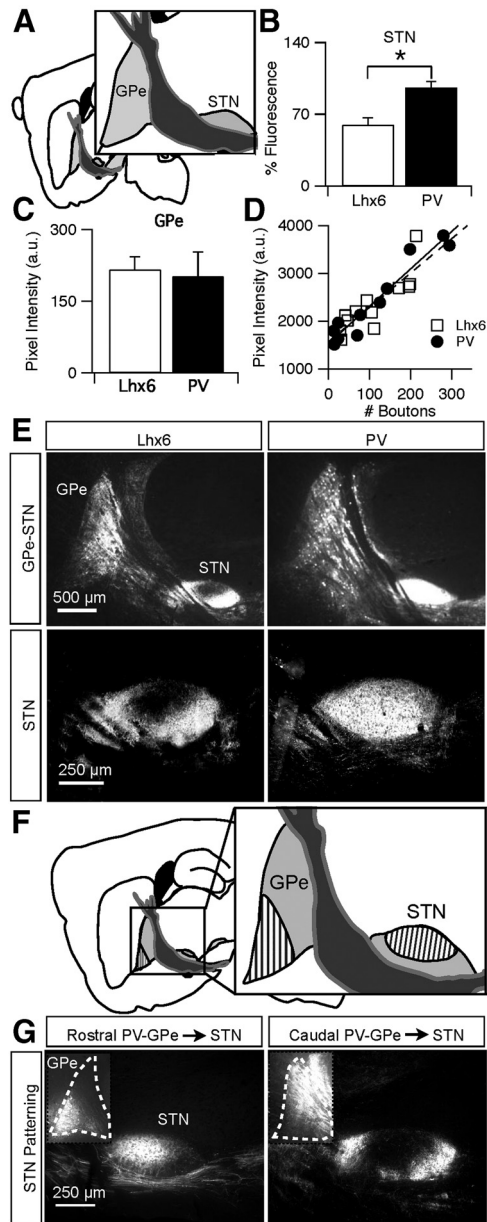 A
GPe
STN
B
STN
*
% Fluorescence
140
70
0
Lhx6
PV
C
GPe
Pixel Intensity (a.u.)
300
150
0
Lhx6
PV
D
Pixel Intensity (a.u.)
4000
3000
2000
1000
0
100
200
300
# Boutons
Lhx6
PV
E
Lhx6
PV
GPe-STN
GPe
STN
500 µm
STN
250 µm
F
GPe
STN
G
Rostral PV-GPe → STN
Caudal PV-GPe → STN
STN Patterning
GPe
STN
250 µm